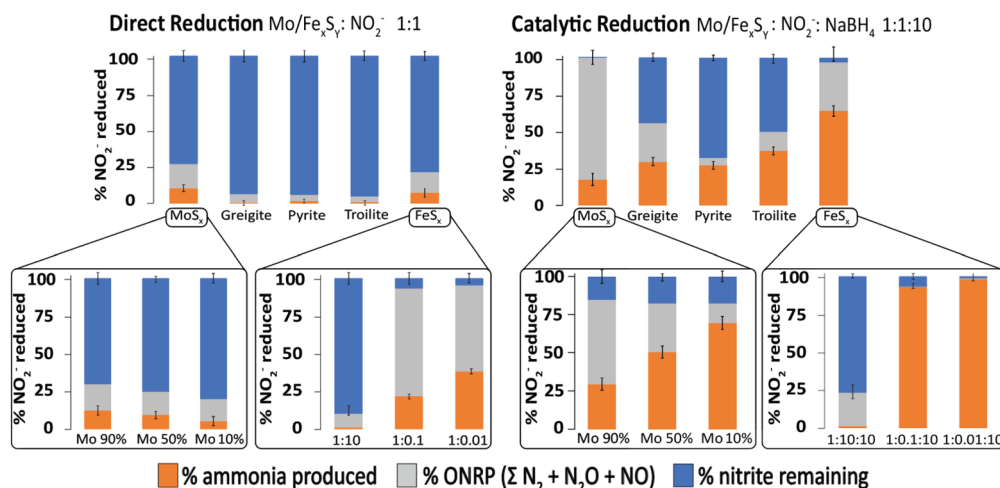 Direct Reduction Mo/FeₓSᵧ: NO₂⁻ 1:1
% NO₂⁻ reduced
100
75
50
25
0
MoSₓ Greigite Pyrite Troilite FeSₓ
Catalytic Reduction Mo/FeₓSᵧ: NO₂⁻: NaBH₄ 1:1:10
% NO₂⁻ reduced
100
75
50
25
0
MoSₓ Greigite Pyrite Troilite FeSₓ
% NO₂⁻ reduced
100
75
50
25
0
Mo 90% Mo 50% Mo 10%
% NO₂⁻ reduced
100
75
50
25
0
1:10 1:0.1 1:0.01
% NO₂⁻ reduced
100
75
50
25
0
Mo 90% Mo 50% Mo 10%
% NO₂⁻ reduced
100
75
50
25
0
1:10:10 1:0.1:10 1:0.01:10
% ammonia produced % ONRP (Σ N₂ + N₂O + NO) % nitrite remaining